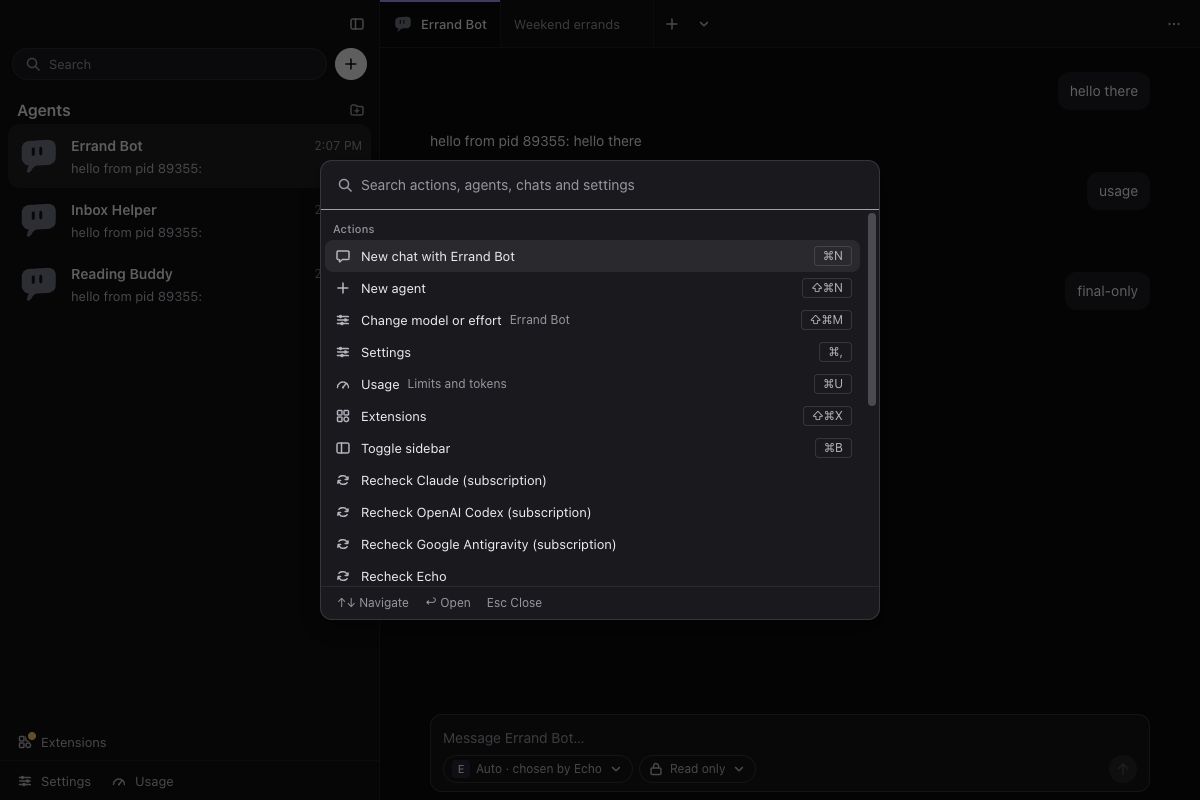 Errand Bot
Weekend errands
Search
Agents
Errand Bot 2:07 PM
hello from pid 89355:
Inbox Helper
hello from pid 89355:
Reading Buddy
hello from pid 89355:
hello there
hello from pid 89355: hello there
usage
final-only
Search actions, agents, chats and settings
Actions
New chat with Errand Bot ⌘N
New agent ⇧⌘N
Change model or effort Errand Bot ⇧⌘M
Settings ⌘,
Usage Limits and tokens ⌘U
Extensions ⇧⌘X
Toggle sidebar ⌘B
Recheck Claude (subscription)
Recheck OpenAI Codex (subscription)
Recheck Google Antigravity (subscription)
Recheck Echo
↑↓ Navigate ↩ Open Esc Close
Extensions
Settings Usage
Message Errand Bot...
E Auto · chosen by Echo Read only